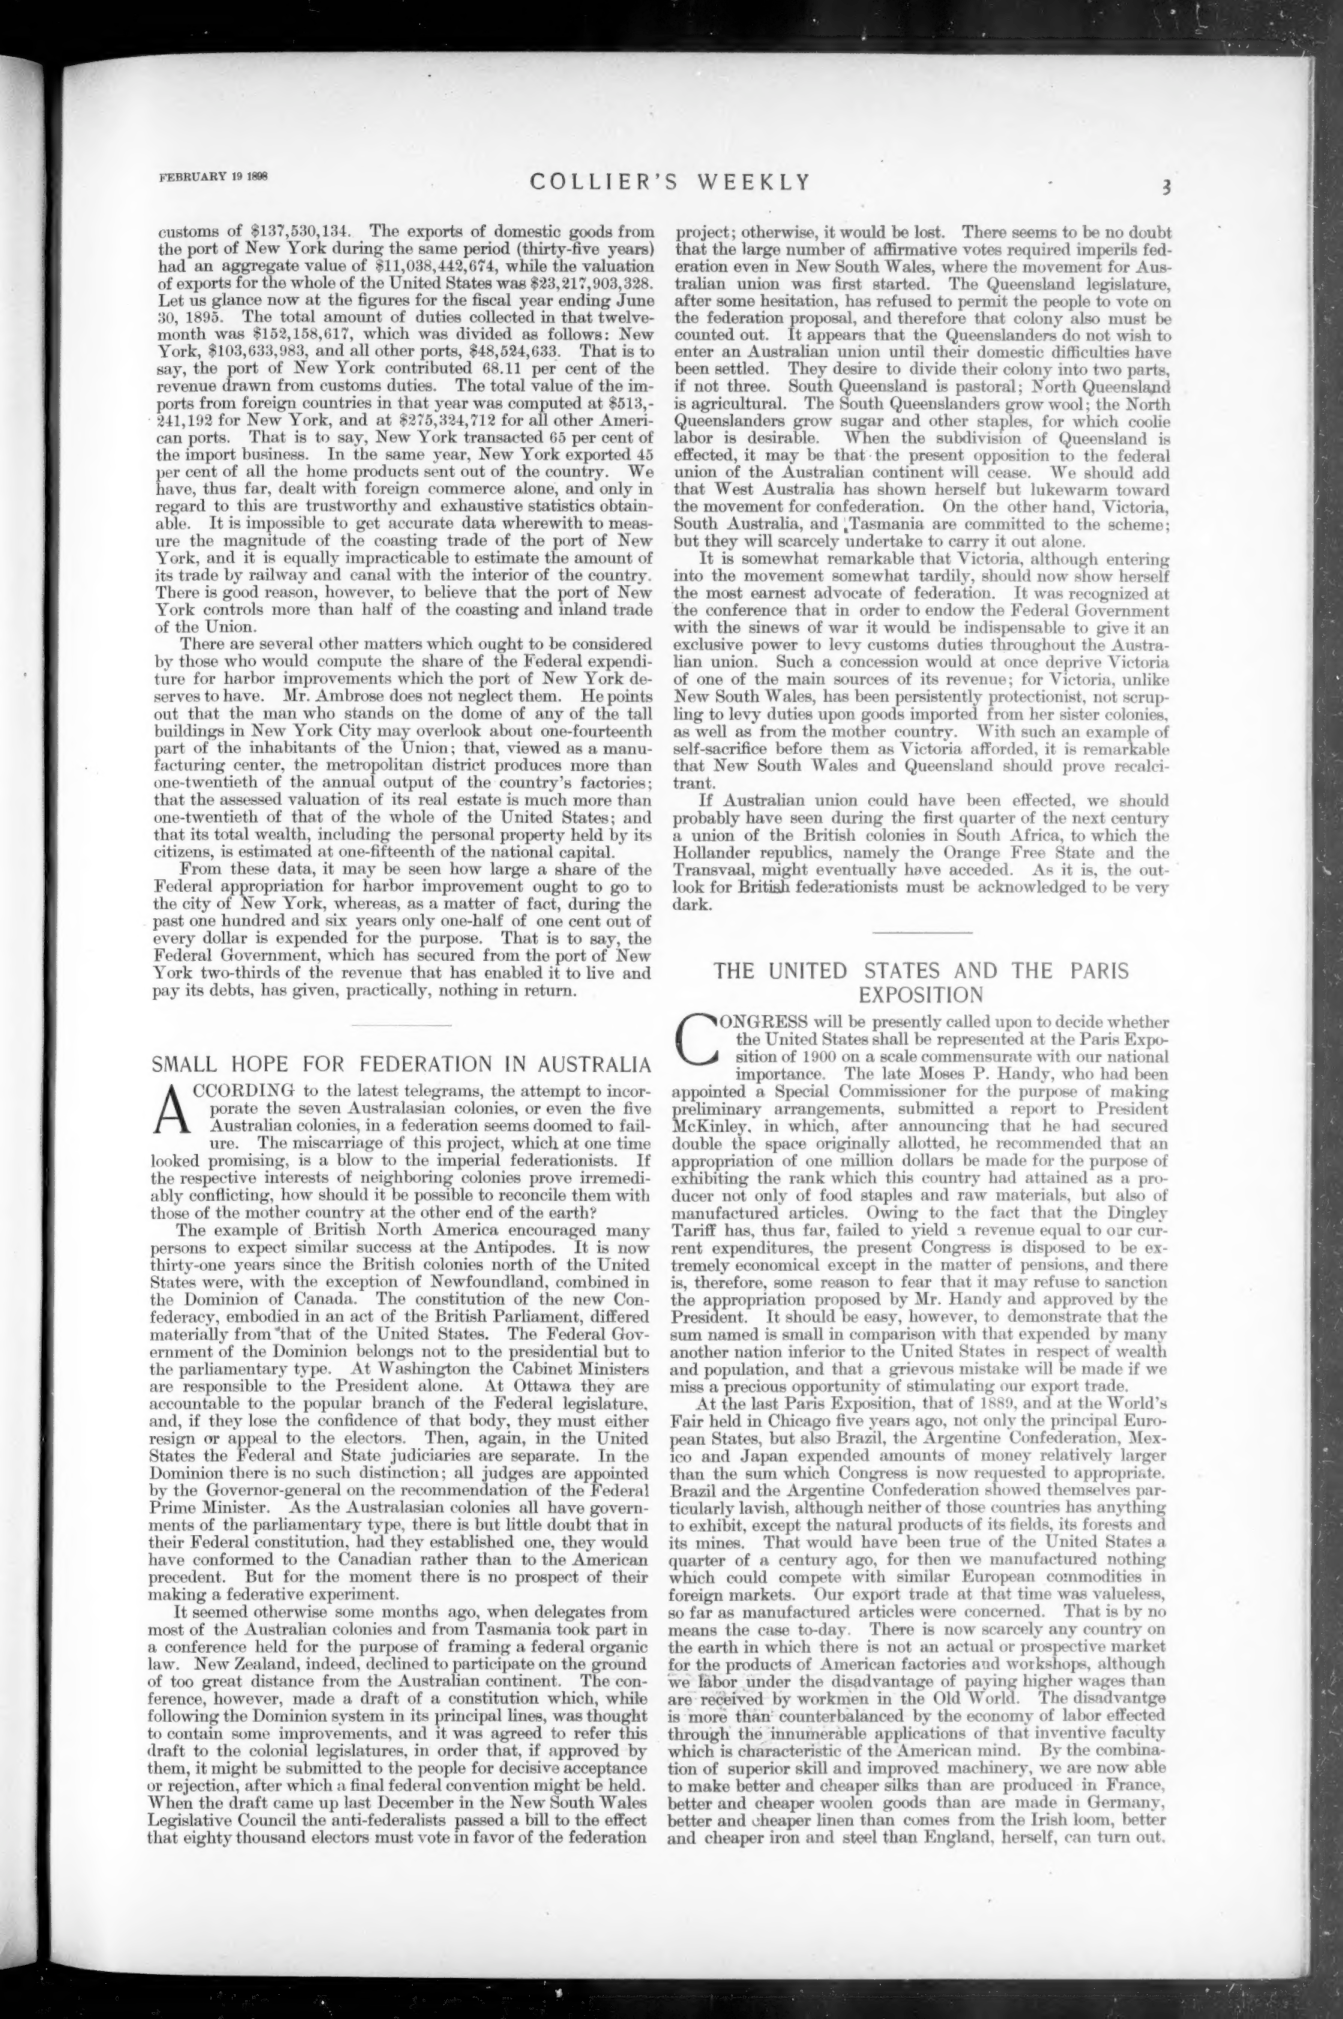 FEBRUARY 19 1898
COLLIER'S WEEKLY
3
customs of $137,530,134. The exports of domestic goods from
the port of New York during the same period (thirty-five years)
had an aggregate value of $11,038,442,674, while the valuation
of exports for the whole of the United States was $23,217,903,328.
Let us glance now at the figures for the fiscal year ending June
30, 1895. The total amount of duties collected in that twelve-
month was $152,158,617, which was divided as follows: New
York, $103,633,983, and all other ports, $48,524,633. That is to
say, the port of New York contributed 68.11 per cent of the
revenue drawn from customs duties. The total value of the im-
ports from foreign countries in that year was computed at $513,-
241,192 for New York, and at $275,324,712 for all other Ameri-
can ports. That is to say, New York transacted 65 per cent of
the import business. In the same year, New York exported 45
per cent of all the home products sent out of the country. We
have, thus far, dealt with foreign commerce alone, and only in
regard to this are trustworthy and exhaustive statistics obtain-
able. It is impossible to get accurate data wherewith to meas-
ure the magnitude of the coasting trade of the port of New
York, and it is equally impracticable to estimate the amount of
its trade by railway and canal with the interior of the country.
There is good reason, however, to believe that the port of New
York controls more than half of the coasting and inland trade
of the Union.
There are several other matters which ought to be considered
by those who would compute the share of the Federal expendi-
ture for harbor improvements which the port of New York de-
serves to have. Mr. Ambrose does not neglect them. He points
out that the man who stands on the dome of any of the tall
buildings in New York City may overlook about one-fourteenth
part of the inhabitants of the Union; that, viewed as a manu-
facturing center, the metropolitan district produces more than
one-twentieth of the annual output of the country's factories;
that the assessed valuation of its real estate is much more than
one-twentieth of that of the whole of the United States; and
that its total wealth, including the personal property held by its
citizens, is estimated at one-fifteenth of the national capital.
From these data, it may be seen how large a share of the
Federal appropriation for harbor improvement ought to go to
the city of New York, whereas, as a matter of fact, during the
past one hundred and six years only one-half of one cent out of
every dollar is expended for the purpose. That is to say, the
Federal Government, which has secured from the port of New
York two-thirds of the revenue that has enabled it to live and
pay its debts, has given, practically, nothing in return.
SMALL HOPE FOR FEDERATION IN AUSTRALIA
ACCORDING to the latest telegrams, the attempt to incor-
porate the seven Australasian colonies, or even the five
Australian colonies, in a federation seems doomed to fail-
ure. The miscarriage of this project, which at one time
looked promising, is a blow to the imperial federationists. If
the respective interests of neighboring colonies prove irremedi-
ably conflicting, how should it be possible to reconcile them with
those of the mother country at the other end of the earth?
The example of British North America encouraged many
persons to expect similar success at the Antipodes. It is now
thirty-one years since the British colonies north of the United
States were, with the exception of Newfoundland, combined in
the Dominion of Canada. The constitution of the new Con-
federacy, embodied in an act of the British Parliament, differed
materially from that of the United States. The Federal Gov-
ernment of the Dominion belongs not to the presidential but to
the parliamentary type. At Washington the Cabinet Ministers
are responsible to the President alone. At Ottawa they are
accountable to the popular branch of the Federal legislature,
and, if they lose the confidence of that body, they must either
resign or appeal to the electors. Then, again, in the United
States the Federal and State judiciaries are separate. In the
Dominion there is no such distinction; all judges are appointed
by the Governor-general on the recommendation of the Federal
Prime Minister. As the Australasian colonies all have govern-
ments of the parliamentary type, there is but little doubt that in
their Federal constitution, had they established one, they would
have conformed to the Canadian rather than to the American
precedent. But for the moment there is no prospect of their
making a federative experiment.
It seemed otherwise some months ago, when delegates from
most of the Australian colonies and from Tasmania took part in
a conference held for the purpose of framing a federal organic
law. New Zealand, indeed, declined to participate on the ground
of too great distance from the Australian continent. The con-
ference, however, made a draft of a constitution which, while
following the Dominion system in its principal lines, was thought
to contain some improvements, and it was agreed to refer this
draft to the colonial legislatures, in order that, if approved by
them, it might be submitted to the people for decisive acceptance
or rejection, after which a final federal convention might be held.
When the draft came up last December in the New South Wales
Legislative Council the anti-federalists passed a bill to the effect
that eighty thousand electors must vote in favor of the federation
project; otherwise, it would be lost. There seems to be no doubt
that the large number of affirmative votes required imperils fed-
eration even in New South Wales, where the movement for Aus-
tralian union was first started. The Queensland legislature,
after some hesitation, has refused to permit the people to vote on
the federation proposal, and therefore that colony also must be
counted out. It appears that the Queenslanders do not wish to
enter an Australian union until their domestic difficulties have
been settled. They desire to divide their colony into two parts,
if not three. South Queensland is pastoral; North Queensland
is agricultural. The South Queenslanders grow wool; the North
Queenslanders grow sugar and other staples, for which coolie
labor is desirable. When the subdivision of Queensland is
effected, it may be that the present opposition to the federal
union of the Australian continent will cease. We should add
that West Australia has shown herself but lukewarm toward
the movement for confederation. On the other hand, Victoria,
South Australia, and Tasmania are committed to the scheme;
but they will scarcely undertake to carry it out alone.
It is somewhat remarkable that Victoria, although entering
into the movement somewhat tardily, should now show herself
the most earnest advocate of federation. It was recognized at
the conference that in order to endow the Federal Government
with the sinews of war it would be indispensable to give it an
exclusive power to levy customs duties throughout the Austra-
lian union. Such a concession would at once deprive Victoria
of one of the main sources of its revenue; for Victoria, unlike
New South Wales, has been persistently protectionist, not scrup-
ling to levy duties upon goods imported from her sister colonies,
as well as from the mother country. With such an example of
self-sacrifice before them as Victoria afforded, it is remarkable
that New South Wales and Queensland should prove recalci-
trant.
If Australian union could have been effected, we should
probably have seen during the first quarter of the next century
a union of the British colonies in South Africa, to which the
Hollander republics, namely the Orange Free State and the
Transvaal, might eventually have acceded. As it is, the out-
look for British federationists must be acknowledged to be very
dark.
THE UNITED STATES AND THE PARIS
EXPOSITION
CONGRESS will be presently called upon to decide whether
the United States shall be represented at the Paris Expo-
sition of 1900 on a scale commensurate with our national
importance. The late Moses P. Handy, who had been
appointed a Special Commissioner for the purpose of making
preliminary arrangements, submitted a report to President
McKinley, in which, after announcing that he had secured
double the space originally allotted, he recommended that an
appropriation of one million dollars be made for the purpose of
exhibiting the rank which this country had attained as a pro-
ducer not only of food staples and raw materials, but also of
manufactured articles. Owing to the fact that the Dingley
Tariff has, thus far, failed to yield a revenue equal to our cur-
rent expenditures, the present Congress is disposed to be ex-
tremely economical except in the matter of pensions, and there
is, therefore, some reason to fear that it may refuse to sanction
the appropriation proposed by Mr. Handy and approved by the
President. It should be easy, however, to demonstrate that the
sum named is small in comparison with that expended by many
another nation inferior to the United States in respect of wealth
and population, and that a grievous mistake will be made if we
miss a precious opportunity of stimulating our export trade.
At the last Paris Exposition, that of 1889, and at the World's
Fair held in Chicago five years ago, not only the principal Euro-
pean States, but also Brazil, the Argentine Confederation, Mex-
ico and Japan expended amounts of money relatively larger
than the sum which Congress is now requested to appropriate.
Brazil and the Argentine Confederation showed themselves par-
ticularly lavish, although neither of those countries has anything
to exhibit, except the natural products of its fields, its forests and
its mines. That would have been true of the United States a
quarter of a century ago, for then we manufactured nothing
which could compete with similar European commodities in
foreign markets. Our export trade at that time was valueless,
so far as manufactured articles were concerned. That is by no
means the case to-day. There is now scarcely any country on
the earth in which there is not an actual or prospective market
for the products of American factories and workshops, although
we labor under the disadvantage of paying higher wages than
are received by workmen in the Old World. The disadvantge
is more than counterbalanced by the economy of labor effected
through the innumerable applications of that inventive faculty
which is characteristic of the American mind. By the combina-
tion of superior skill and improved machinery, we are now able
to make better and cheaper silks than are produced in France,
better and cheaper woolen goods than are made in Germany,
better and cheaper linen than comes from the Irish loom, better
and cheaper iron and steel than England, herself, can turn out.